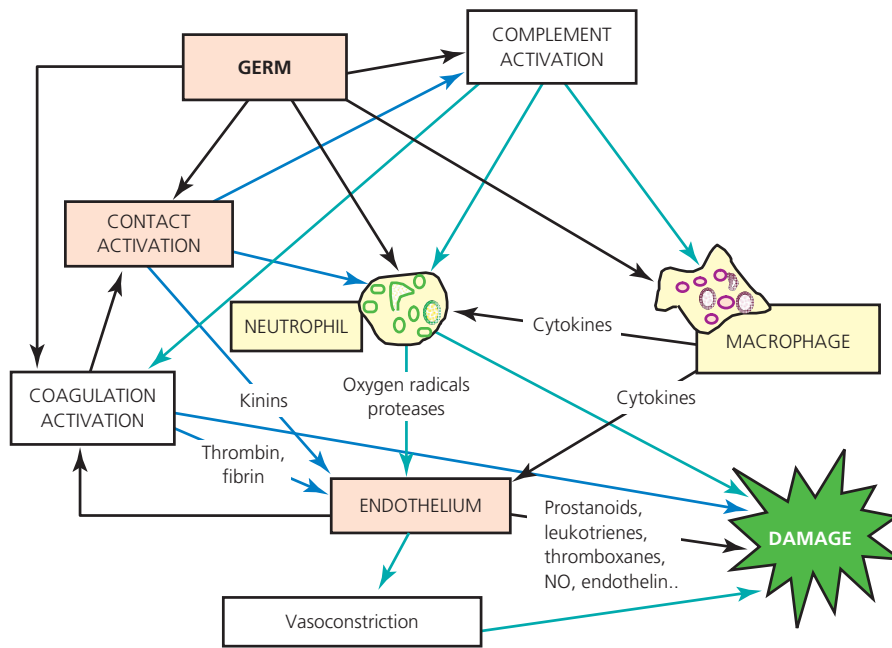 COMPLEMENT
ACTIVATION
GERM
CONTACT
ACTIVATION
NEUTROPHIL
Cytokines
MACROPHAGE
COAGULATION
ACTIVATION
Kinins
Oxygen radicals
proteases
Cytokines
Thrombin,
fibrin
ENDOTHELIUM
Prostanoids,
leukotrienes,
thromboxanes,
NO, endothelin..
DAMAGE
Vasoconstriction